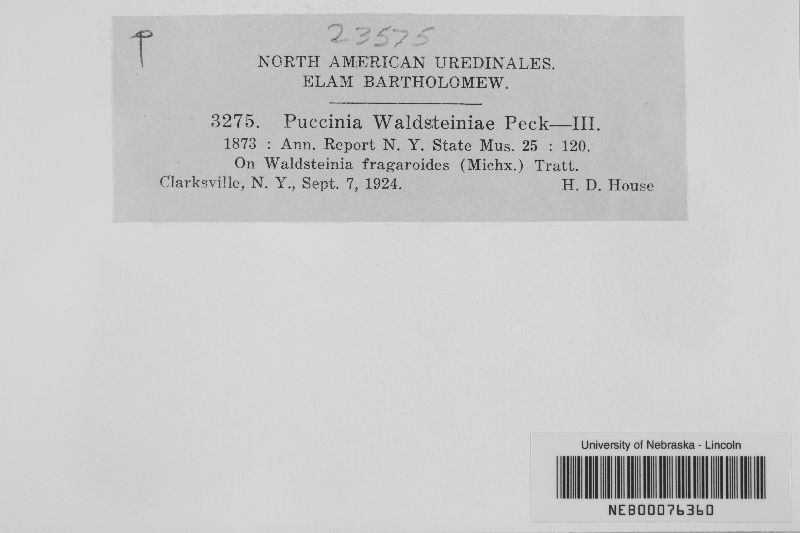 23575
NORTH AMERICAN UREDINALES.
ELAM BARTHOLOMEW.
3275. Puccinia Waldsteiniae Peck—III.
1873 : Ann. Report N. Y. State Mus. 25 : 120.
On Waldsteinia fragaroides (Michx.) Tratt.
Clarksville, N. Y., Sept. 7, 1924. H. D. House
University of Nebraska - Lincoln
NEB00076360